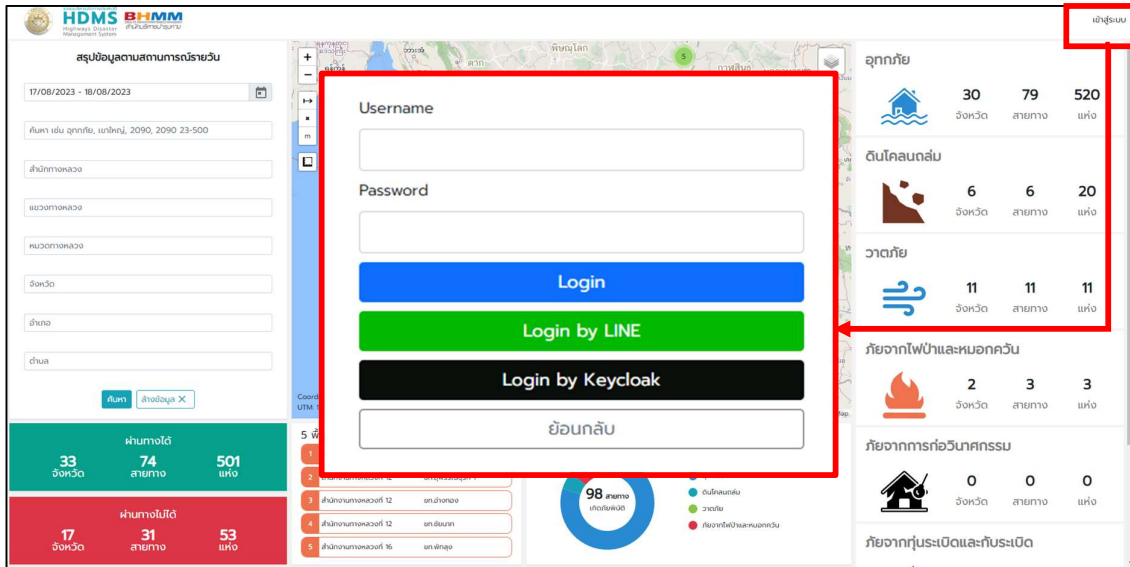 HDMS BHMM
Highways Disaster
Management System
เข้าสู่ระบบ
สรุปข้อมูลตามสถานการณ์รายวัน
17/08/2023 - 18/08/2023
ค้นหา เช่น อุทกภัย, เขาใหญ่, 2090, 2090 23-500
สำนักทางหลวง
แขวงทางหลวง
หมวดทางหลวง
จังหวัด
อำเภอ
ตำบล
ค้นหา ล้างข้อมูล X
ผ่านทางได้
33 74 501
จังหวัด สายทาง แห่ง
ผ่านทางไม่ได้
17 31 53
จังหวัด สายทาง แห่ง
+
−
m
ตาก
พิษณุโลก
5
กาฬสินธุ์
Username
Password
Login
Login by LINE
Login by Keycloak
ย้อนกลับ
Coord
UTM
5 พื้
1
2
3 สำนักงานทางหลวงที่ 12 ขท.อ่างทอง
4 สำนักงานทางหลวงที่ 12 ขท.ชัยนาท
5 สำนักงานทางหลวงที่ 16
98 สายทาง
เกิดภัยพิบัติ
ดินโคลนถล่ม
วาตภัย
ภัยจากไฟป่าและหมอกควัน
อุทกภัย
30 79 520
จังหวัด สายทาง แห่ง
ดินโคลนถล่ม
6 6 20
จังหวัด สายทาง แห่ง
วาตภัย
11 11 11
จังหวัด สายทาง แห่ง
ภัยจากไฟป่าและหมอกควัน
2 3 3
จังหวัด สายทาง แห่ง
ภัยจากการก่อวินาศกรรม
0 0 0
จังหวัด สายทาง แห่ง
ภัยจากทุ่นระเบิดและกับระเบิด